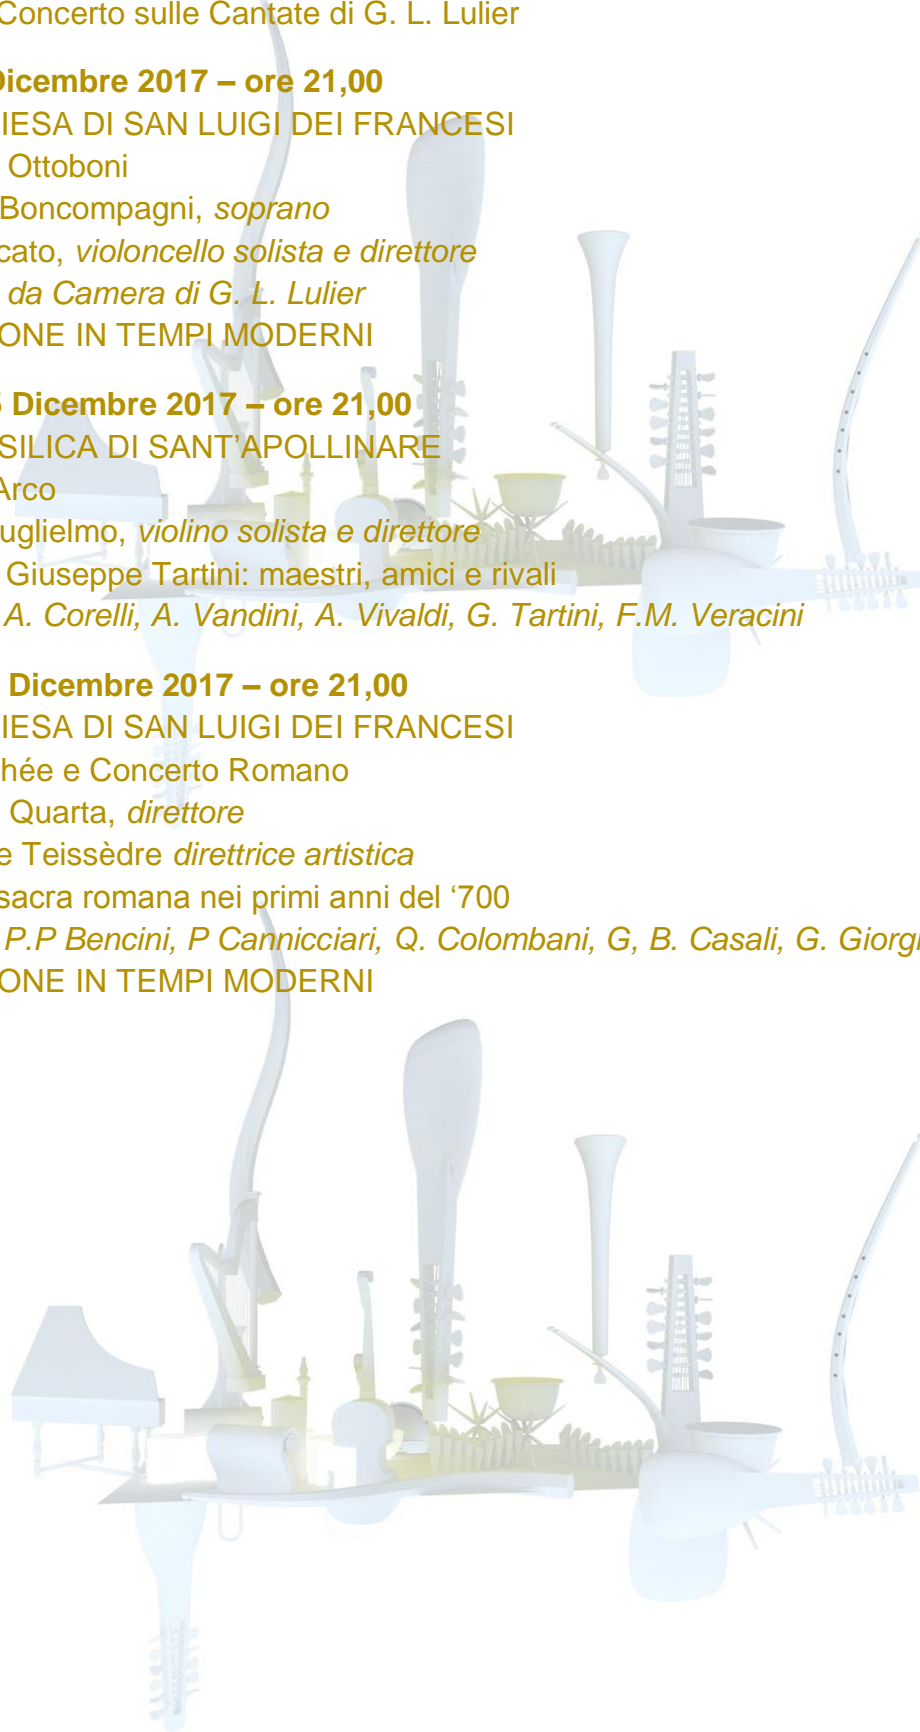 Concerto sulle Cantate di G. L. Lulier
Dicembre 2017 – ore 21,00
IESA DI SAN LUIGI DEI FRANCESI
Ottoboni
Boncompagni, soprano
cato, violoncello solista e direttore
da Camera di G. L. Lulier
ONE IN TEMPI MODERNI
5 Dicembre 2017 – ore 21,00
SILICA DI SANT’APOLLINARE
Arco
uglielmo, violino solista e direttore
Giuseppe Tartini: maestri, amici e rivali
A. Corelli, A. Vandini, A. Vivaldi, G. Tartini, F.M. Veracini
Dicembre 2017 – ore 21,00
IESA DI SAN LUIGI DEI FRANCESI
hée e Concerto Romano
Quarta, direttore
e Teissèdre direttrice artistica
sacra romana nei primi anni del ‘700
P.P Bencini, P Cannicciari, Q. Colombani, G, B. Casali, G. Giorgi
ONE IN TEMPI MODERNI